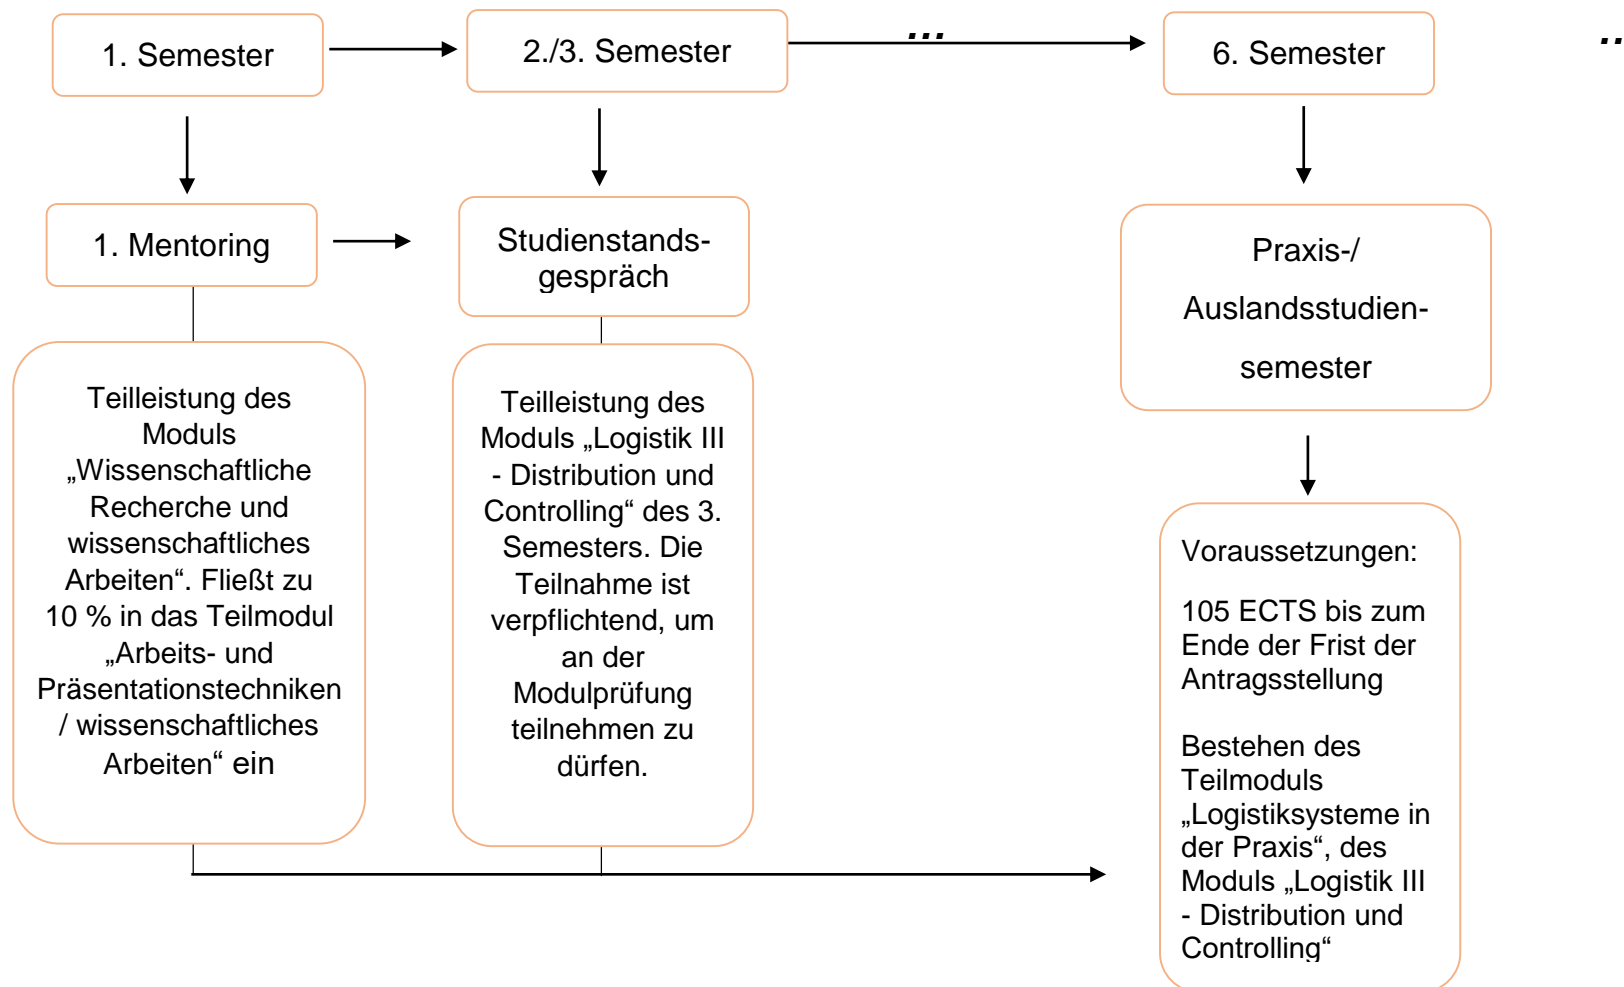 1. Semester
2./3. Semester
...
6. Semester
..
1. Mentoring
Studienstands-
gespräch
Praxis-/
Auslandsstudien-
semester
Teilleistung des
Moduls
„Wissenschaftliche
Recherche und
wissenschaftliches
Arbeiten“. Fließt zu
10 % in das Teilmodul
„Arbeits- und
Präsentationstechniken
/ wissenschaftliches
Arbeiten“ ein
Teilleistung des
Moduls „Logistik III
- Distribution und
Controlling“ des 3.
Semesters. Die
Teilnahme ist
verpflichtend, um
an der
Modulprüfung
teilnehmen zu
dürfen.
Voraussetzungen:
105 ECTS bis zum
Ende der Frist der
Antragsstellung
Bestehen des
Teilmoduls
„Logistiksysteme in
der Praxis“, des
Moduls „Logistik III
- Distribution und
Controlling“